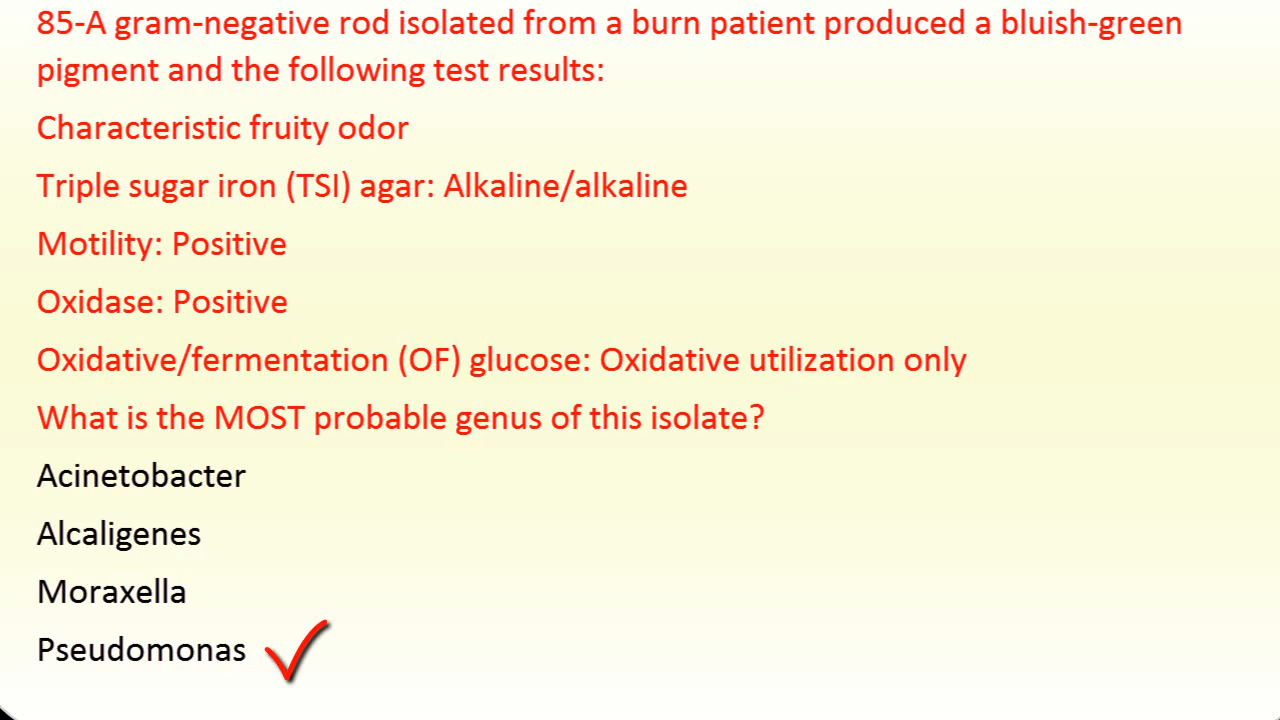 85-A gram-negative rod isolated from a burn patient produced a bluish-green
pigment and the following test results:
Characteristic fruity odor
Triple sugar iron (TSI) agar: Alkaline/alkaline
Motility: Positive
Oxidase: Positive
Oxidative/fermentation (OF) glucose: Oxidative utilization only
What is the MOST probable genus of this isolate?
Acinetobacter
Alcaligenes
Moraxella
Pseudomonas